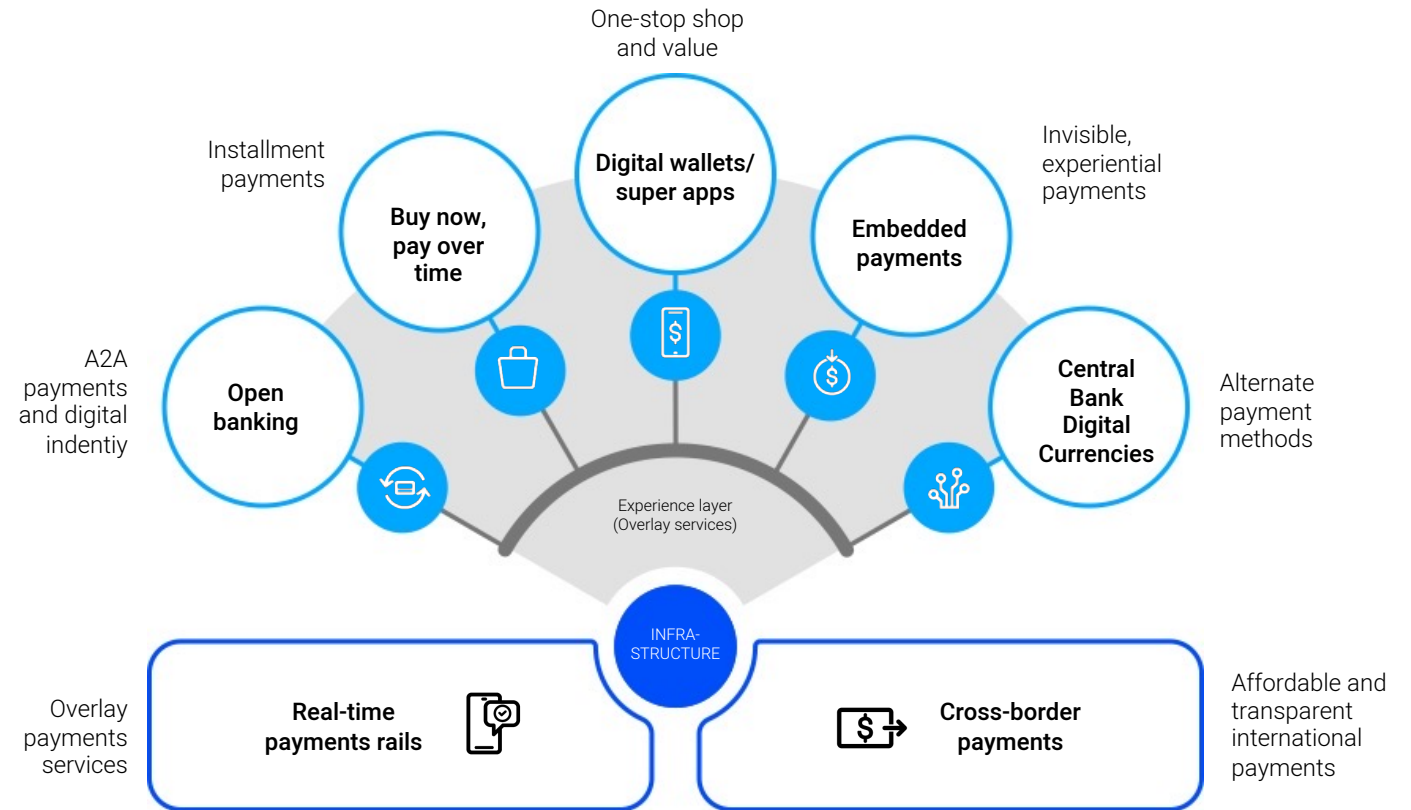 One-stop shop
and value
Installment
payments
Digital wallets/
super apps
Invisible,
experiential
payments
Buy now,
pay over
time
Embedded
payments
A2A
payments
and digital
indentiy
Open
banking
Central
Bank
Digital
Currencies
Alternate
payment
methods
Experience layer
(Overlay services)
INFRA-
STRUCTURE
Overlay
payments
services
Real-time
payments rails
Cross-border
payments
Affordable and
transparent
international
payments